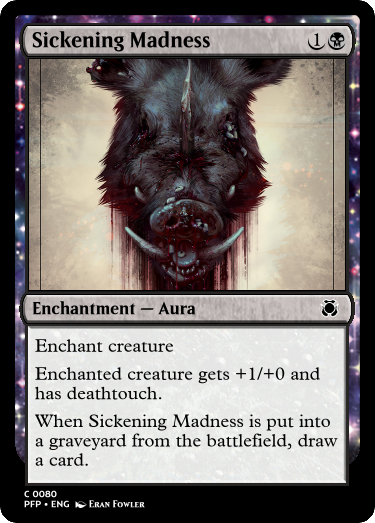 Sickening Madness 1
Enchantment — Aura
Enchant creature
Enchanted creature gets +1/+0 and
has deathtouch.
When Sickening Madness is put into
a graveyard from the battlefield, draw
a card.
C 0080
PFP • ENG Eran Fowler